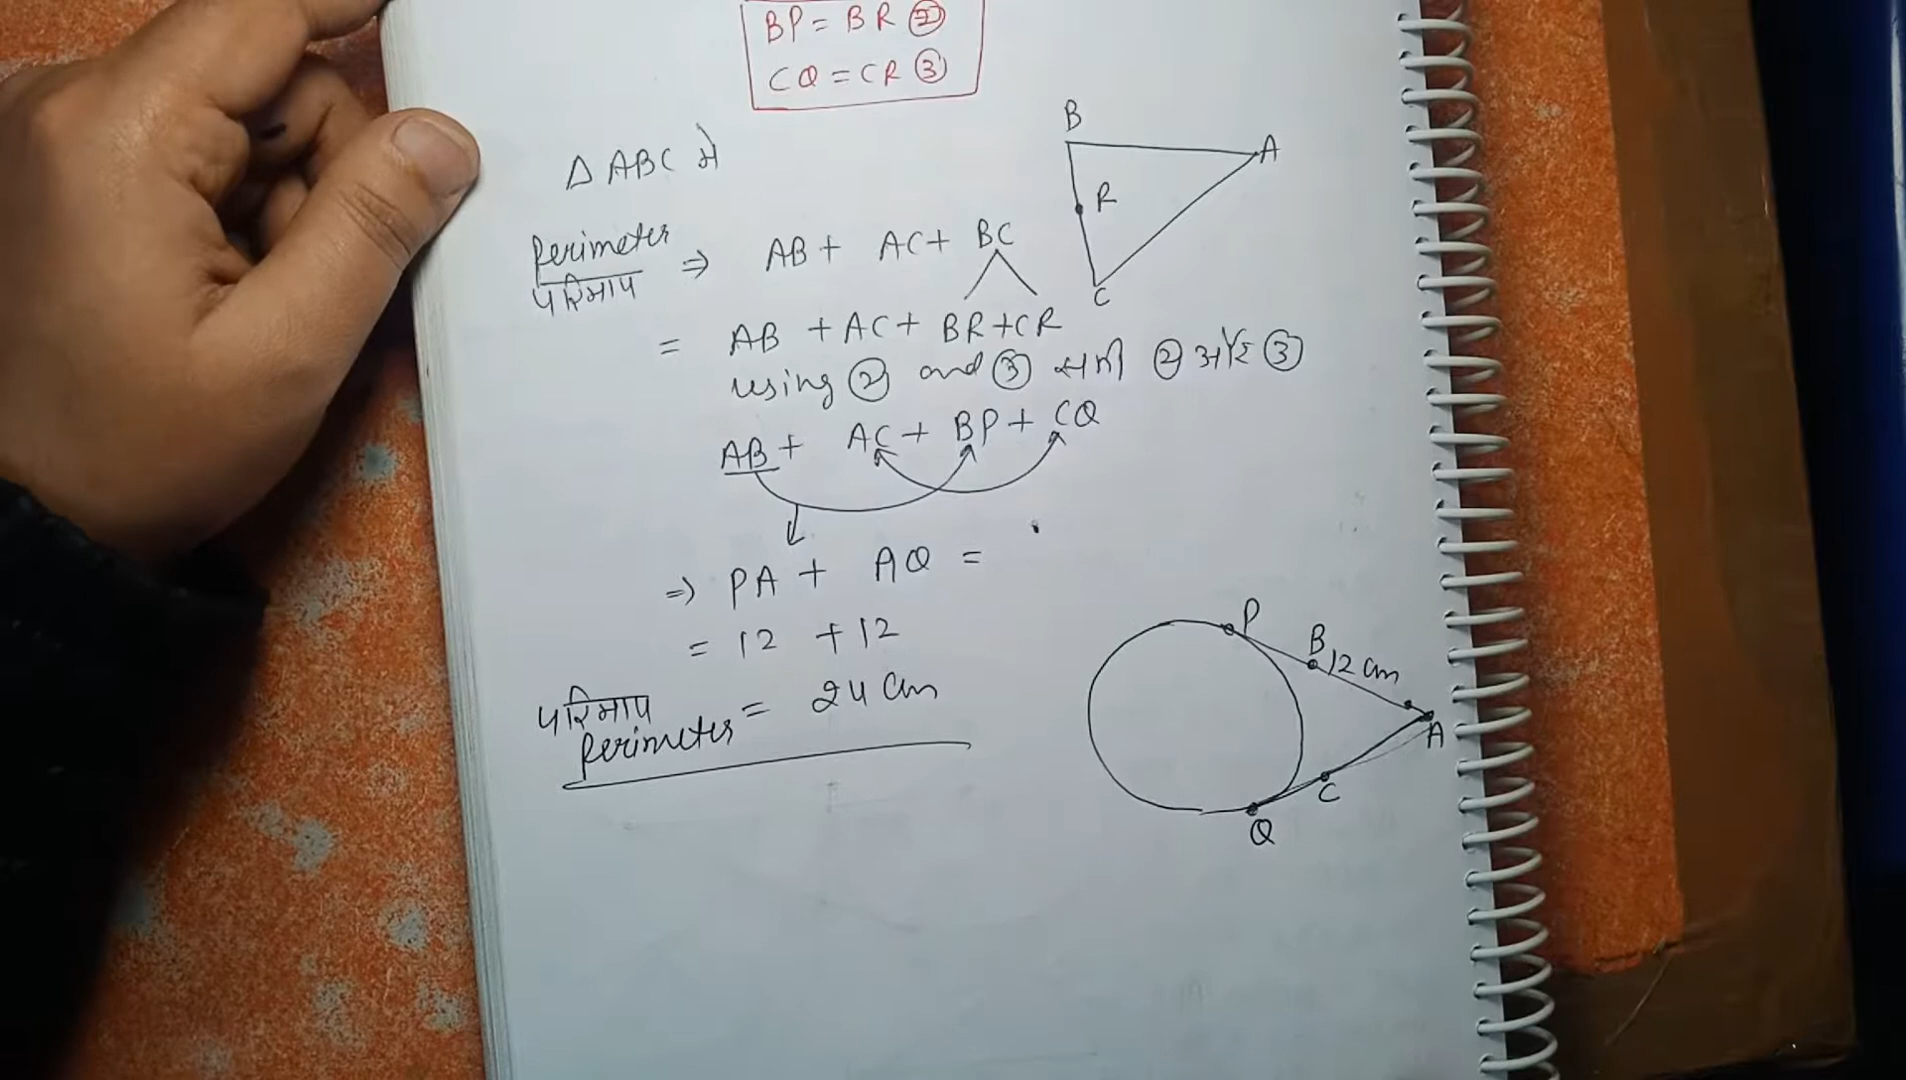 BP = BR ②
CQ = CR ③
△ ABC में
B
A
R
C
Perimeter
परिमाप ⇒ AB + AC + BC
= AB + AC + BR + CR
using ② and ③ समी ② और ③
AB + AC + BP + CQ
⇒ PA + AQ =
= 12 + 12
परिमाप
Perimeter = 24 cm
P
B
12 cm
A
C
Q